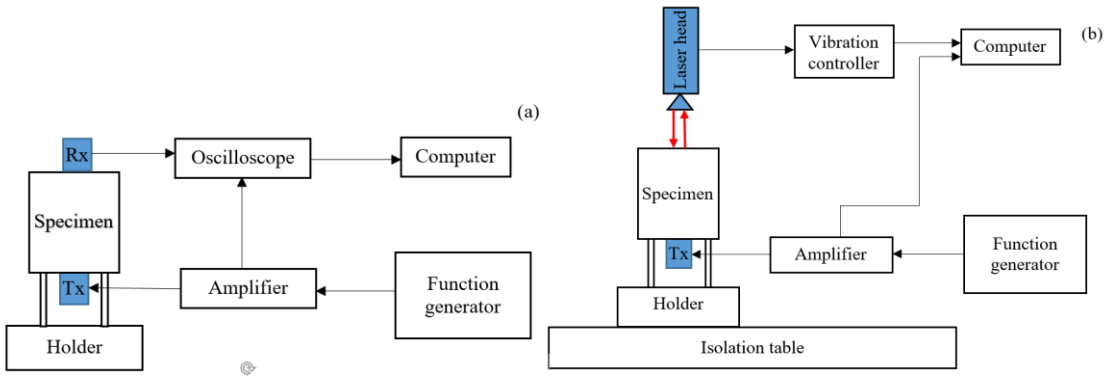 (a)
Rx
Oscilloscope
Computer
Specimen
Tx
Amplifier
Function
generator
Holder
(b)
Laser head
Vibration
controller
Computer
Specimen
Tx
Amplifier
Function
generator
Holder
Isolation table